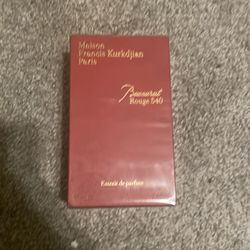 Maison
Francis Kurkdjian
Paris
Baccarat
Rouge 540
Extrait de parfum